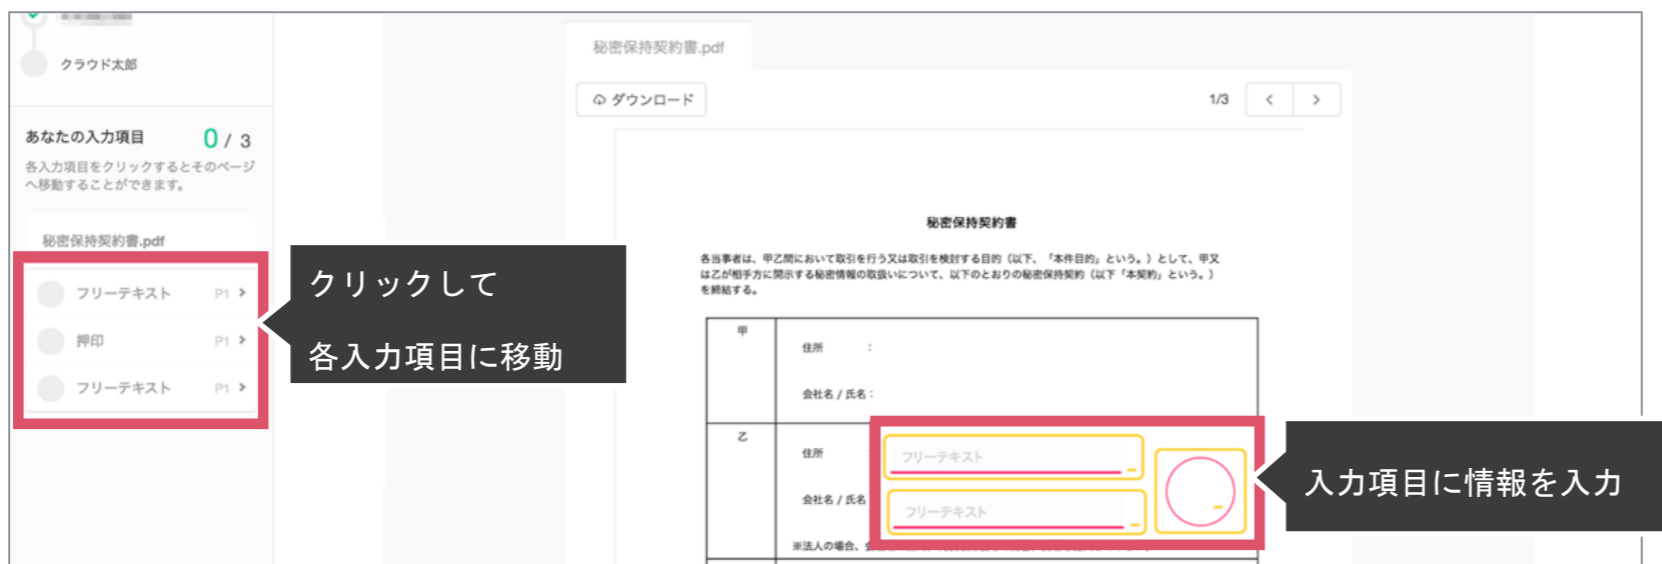 クラウド太郎
あなたの入力項目 0 / 3
各入力項目をクリックするとそのページ
へ移動することができます。
秘密保持契約書.pdf
フリーテキスト P1
押印 P1
フリーテキスト P1
クリックして
各入力項目に移動
秘密保持契約書.pdf
ダウンロード
1/3
秘密保持契約書
各当事者は、甲乙間において取引を行う又は取引を検討する目的（以下、「本件目的」という。）として、甲又
は乙が相手方に開示する秘密情報の取扱いについて、以下のとおりの秘密保持契約（以下「本契約」という。）
を締結する。
甲
住所 :
会社名 / 氏名 :
乙
住所 :
フリーテキスト
会社名 / 氏名
フリーテキスト
※法人の場合、
入力項目に情報を入力